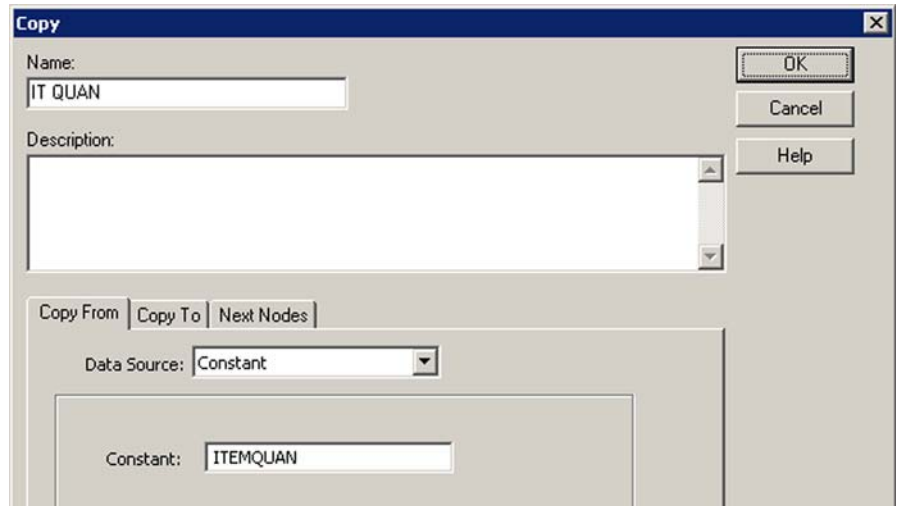 Copy
Name:
IT QUAN
OK
Cancel
Description:
Help
Copy From Copy To Next Nodes
Data Source: Constant
Constant: ITEMQUAN